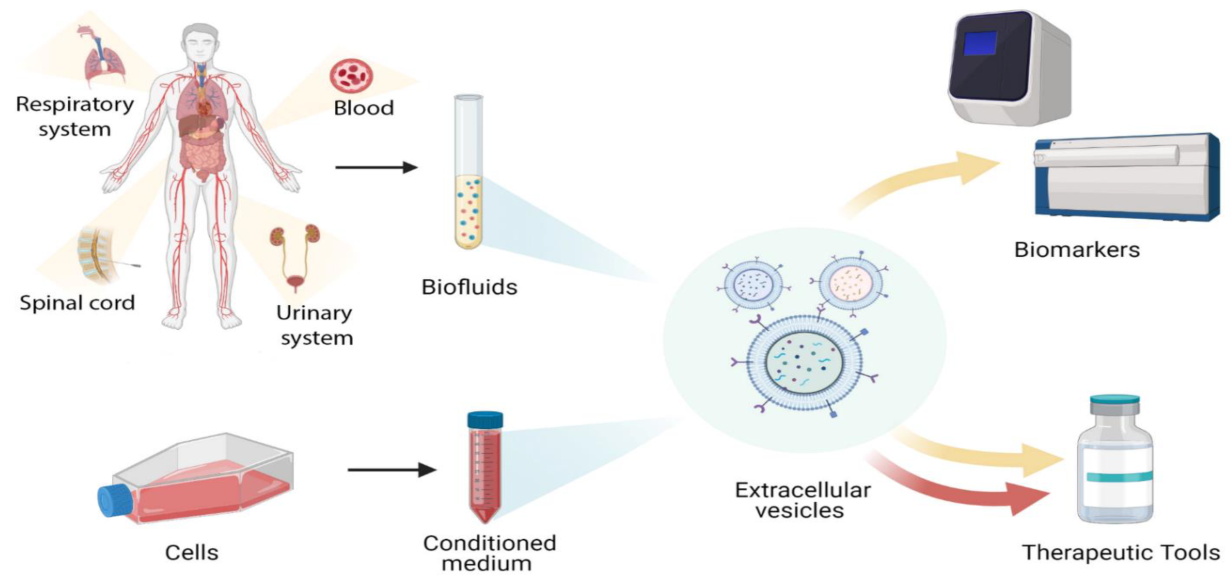 Respiratory
system
Blood
Spinal cord
Urinary
system
Biofluids
Biomarkers
Cells
Conditioned
medium
Extracellular
vesicles
Therapeutic Tools